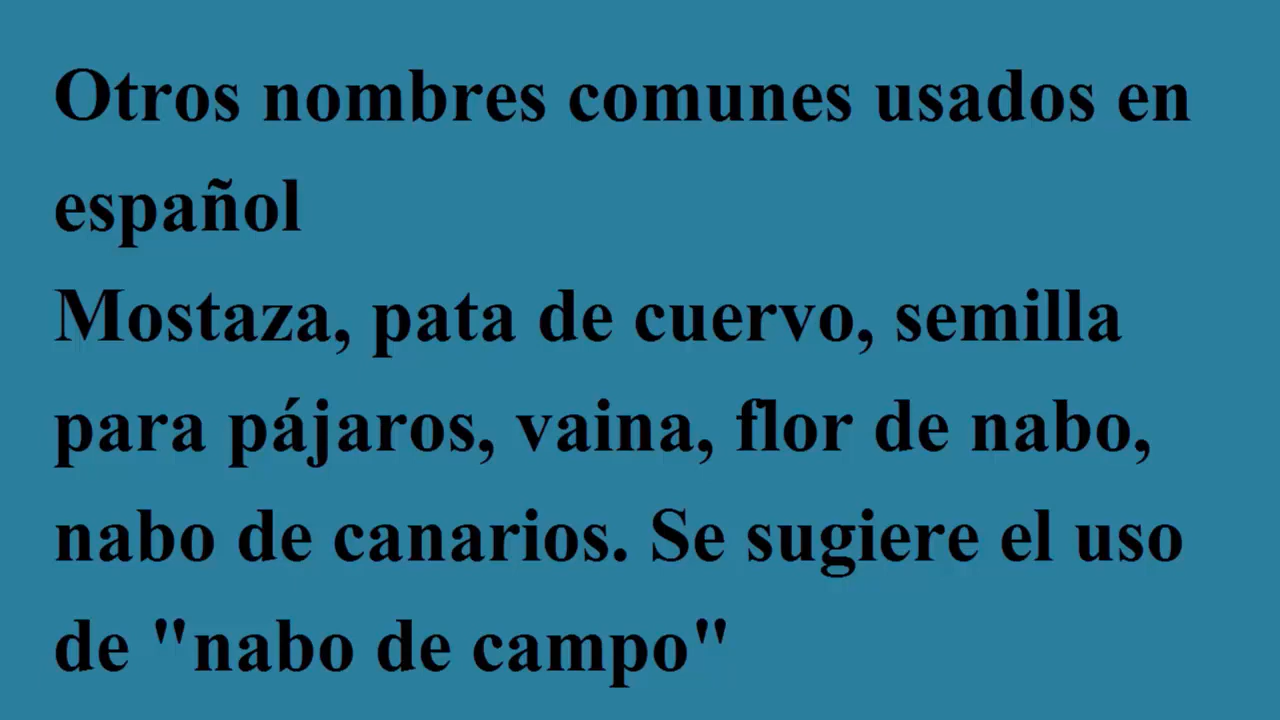 Otros nombres comunes usados en
español
Mostaza, pata de cuervo, semilla
para pájaros, vaina, flor de nabo,
nabo de canarios. Se sugiere el uso
de "nabo de campo"